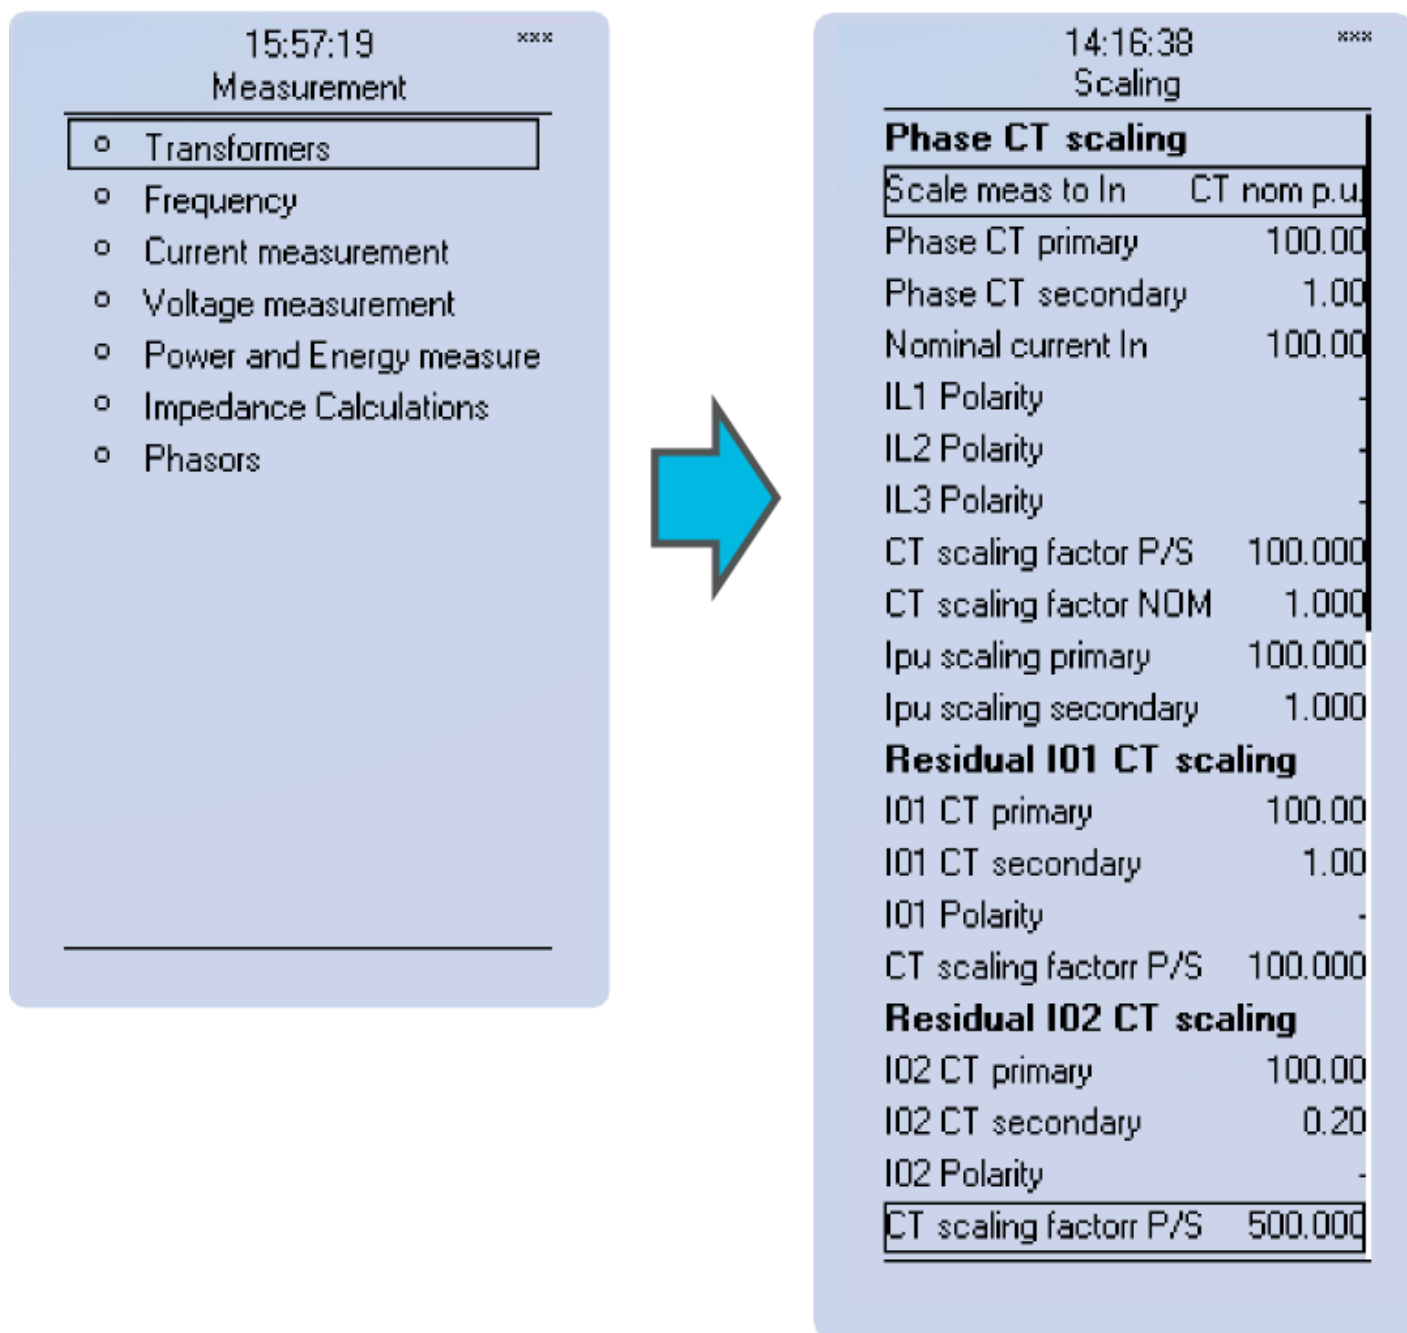 15:57:19 xxx
Measurement
Transformers
Frequency
Current measurement
Voltage measurement
Power and Energy measure
Impedance Calculations
Phasors
14:16:38 xxx
Scaling
Phase CT scaling
Scale meas to In CT nom p.u.
Phase CT primary 100.00
Phase CT secondary 1.00
Nominal current In 100.00
IL1 Polarity -
IL2 Polarity -
IL3 Polarity -
CT scaling factor P/S 100.000
CT scaling factor NOM 1.000
Ipu scaling primary 100.000
Ipu scaling secondary 1.000
Residual I01 CT scaling
I01 CT primary 100.00
I01 CT secondary 1.00
I01 Polarity -
CT scaling factorr P/S 100.000
Residual I02 CT scaling
I02 CT primary 100.00
I02 CT secondary 0.20
I02 Polarity -
CT scaling factorr P/S 500.000